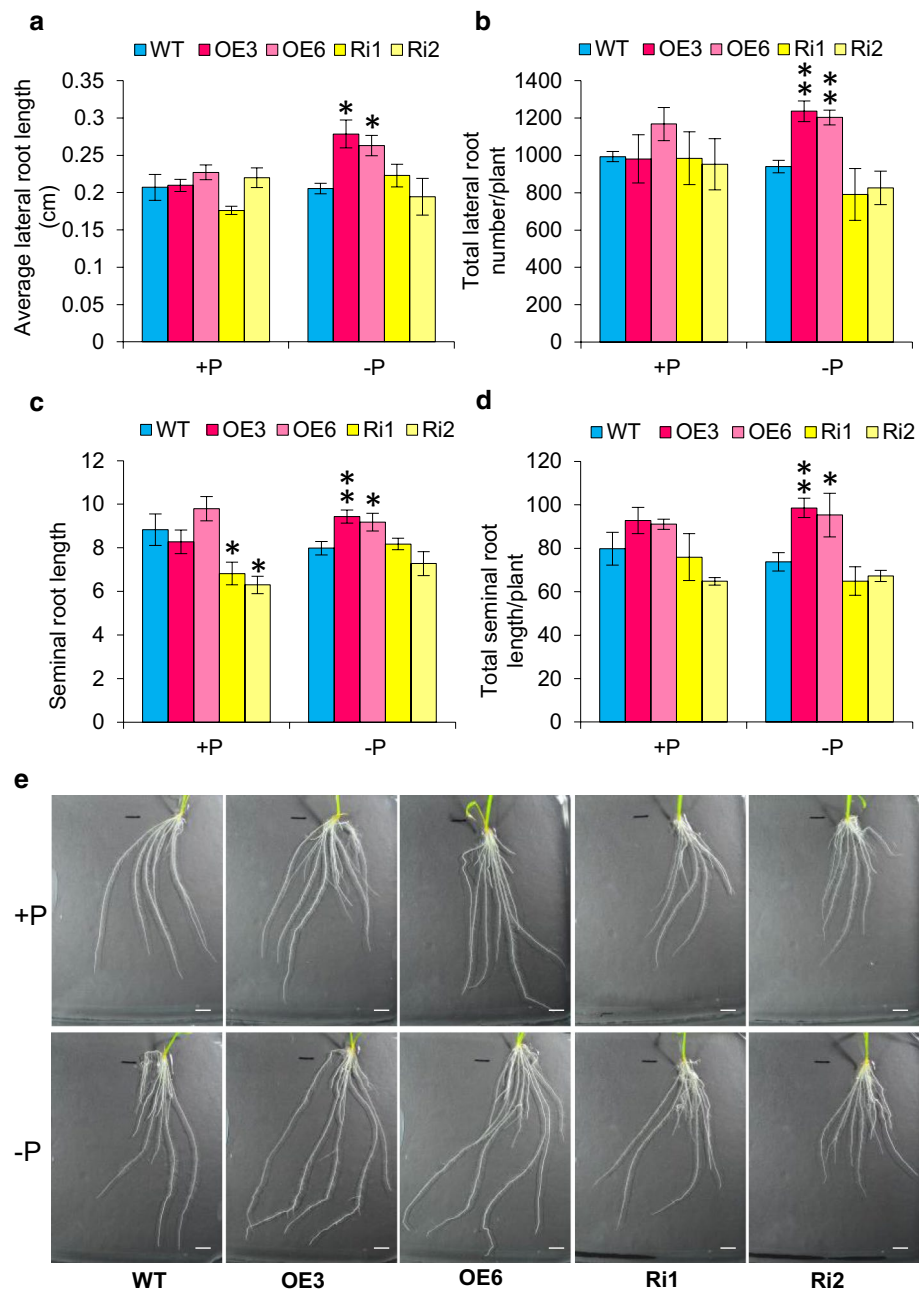 a
WT OE3 OE6 Ri1 Ri2
Average lateral root length
(cm)
0.35
0.3
0.25
0.2
0.15
0.1
0.05
0
* *
+P -P
b
WT OE3 OE6 Ri1 Ri2
Total lateral root
number/plant
1400
1200
1000
800
600
400
200
0
** **
+P -P
c
WT OE3 OE6 Ri1 Ri2
Seminal root length
12
10
8
6
4
2
0
* * ** *
+P -P
d
WT OE3 OE6 Ri1 Ri2
Total seminal root
length/plant
120
100
80
60
40
20
0
** *
+P -P
e
+P
-P
WT OE3 OE6 Ri1 Ri2